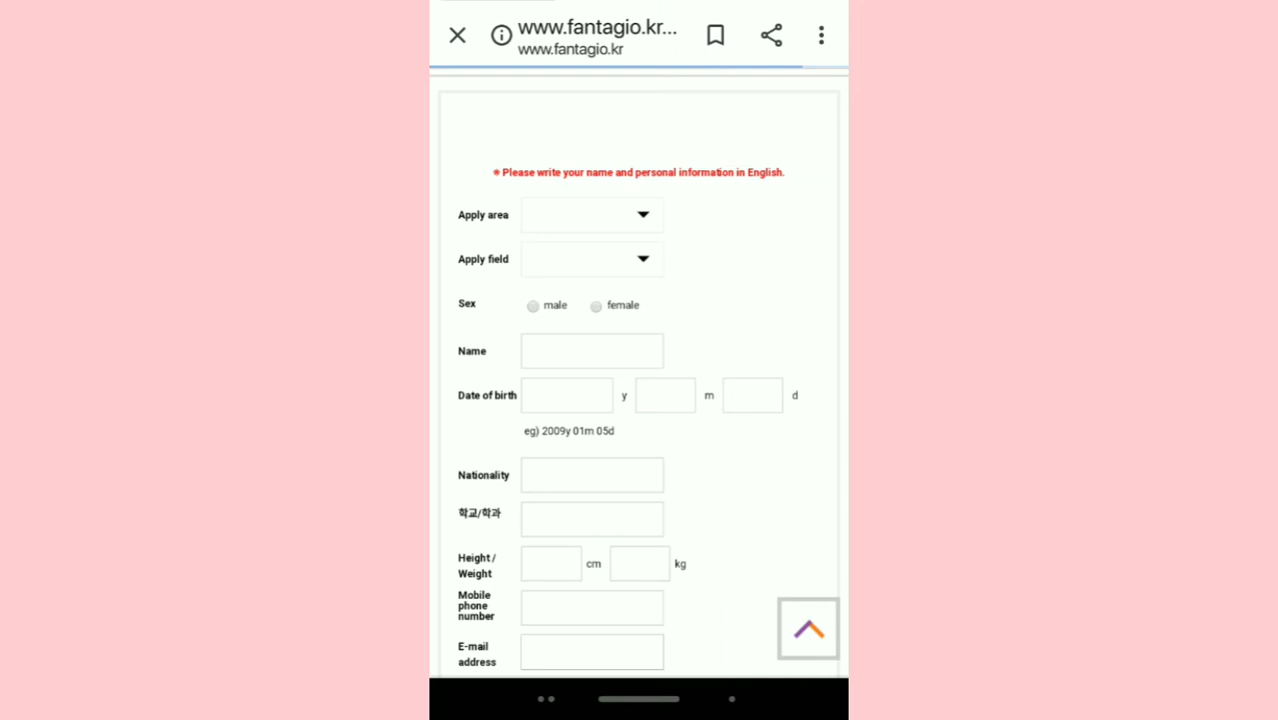 www.fantagio.kr...
www.fantagio.kr
* Please write your name and personal information in English.
Apply area
Apply field
Sex male female
Name
Date of birth y m d
eg) 2009y 01m 05d
Nationality
학교/학과
Height /
Weight
cm kg
Mobile
phone
number
E-mail
address